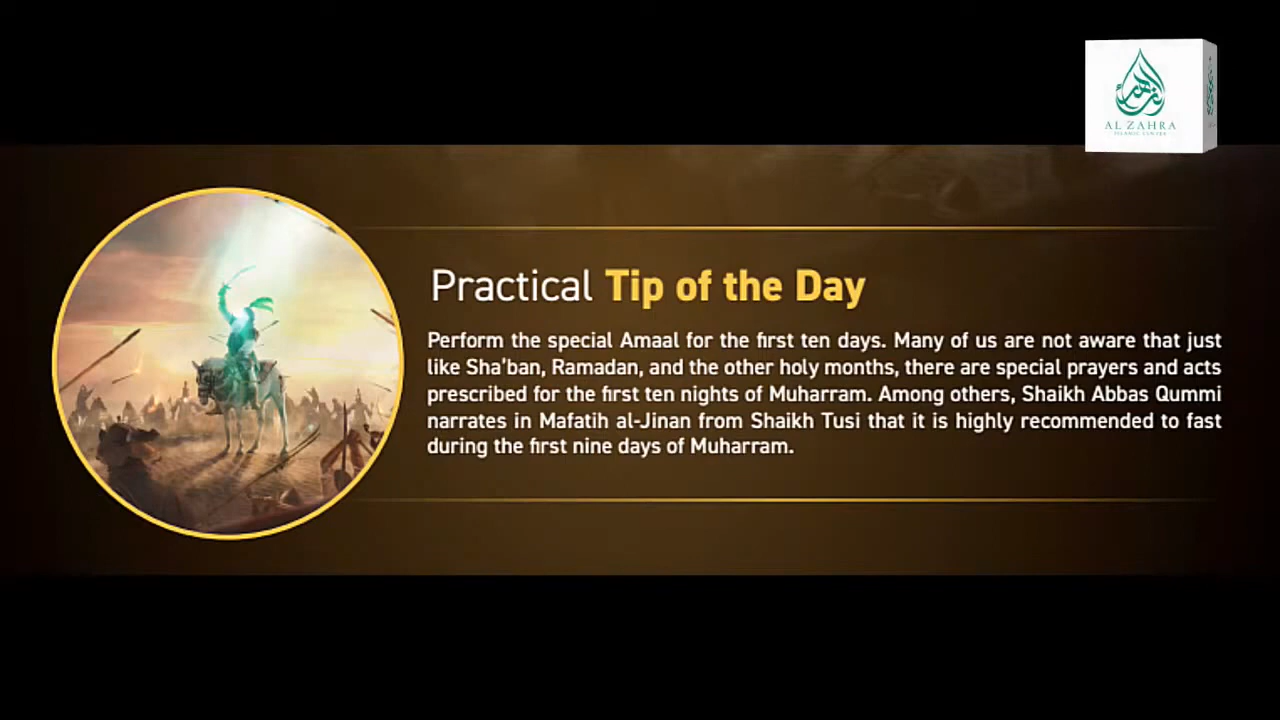 الزهراء
AL ZAHRA
ISLAMIC CENTER
Practical Tip of the Day
Perform the special Amaal for the first ten days. Many of us are not aware that just
like Sha'ban, Ramadan, and the other holy months, there are special prayers and acts
prescribed for the first ten nights of Muharram. Among others, Shaikh Abbas Qummi
narrates in Mafatih al-Jinan from Shaikh Tusi that it is highly recommended to fast
during the first nine days of Muharram.